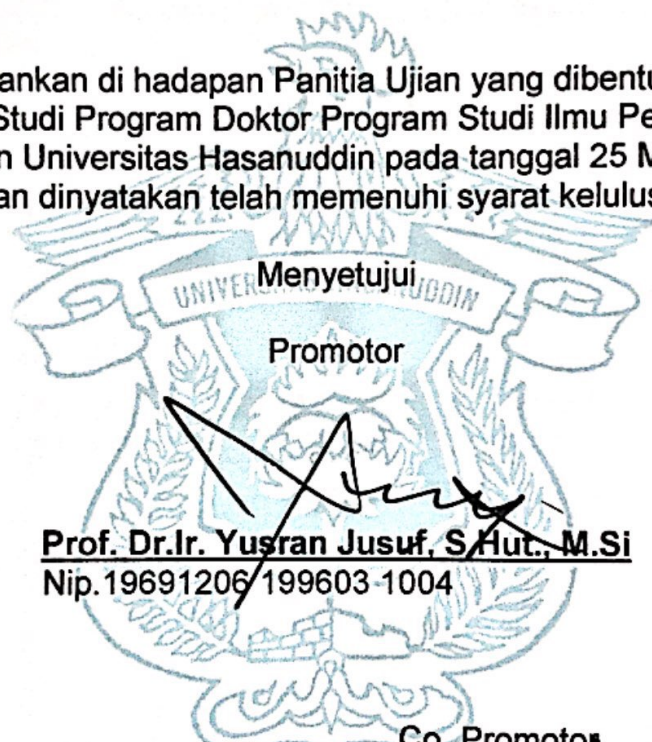 ankan di hadapan Panitia Ujian yang dibentu
Studi Program Doktor Program Studi Ilmu Pe
n Universitas Hasanuddin pada tanggal 25 M
an dinyatakan telah memenuhi syarat kelulus
Menyetujui
Promotor
Prof. Dr.Ir. Yusran Jusuf, S.Hut., M.Si
Nip.19691206 199603 1004
Co. Promotor